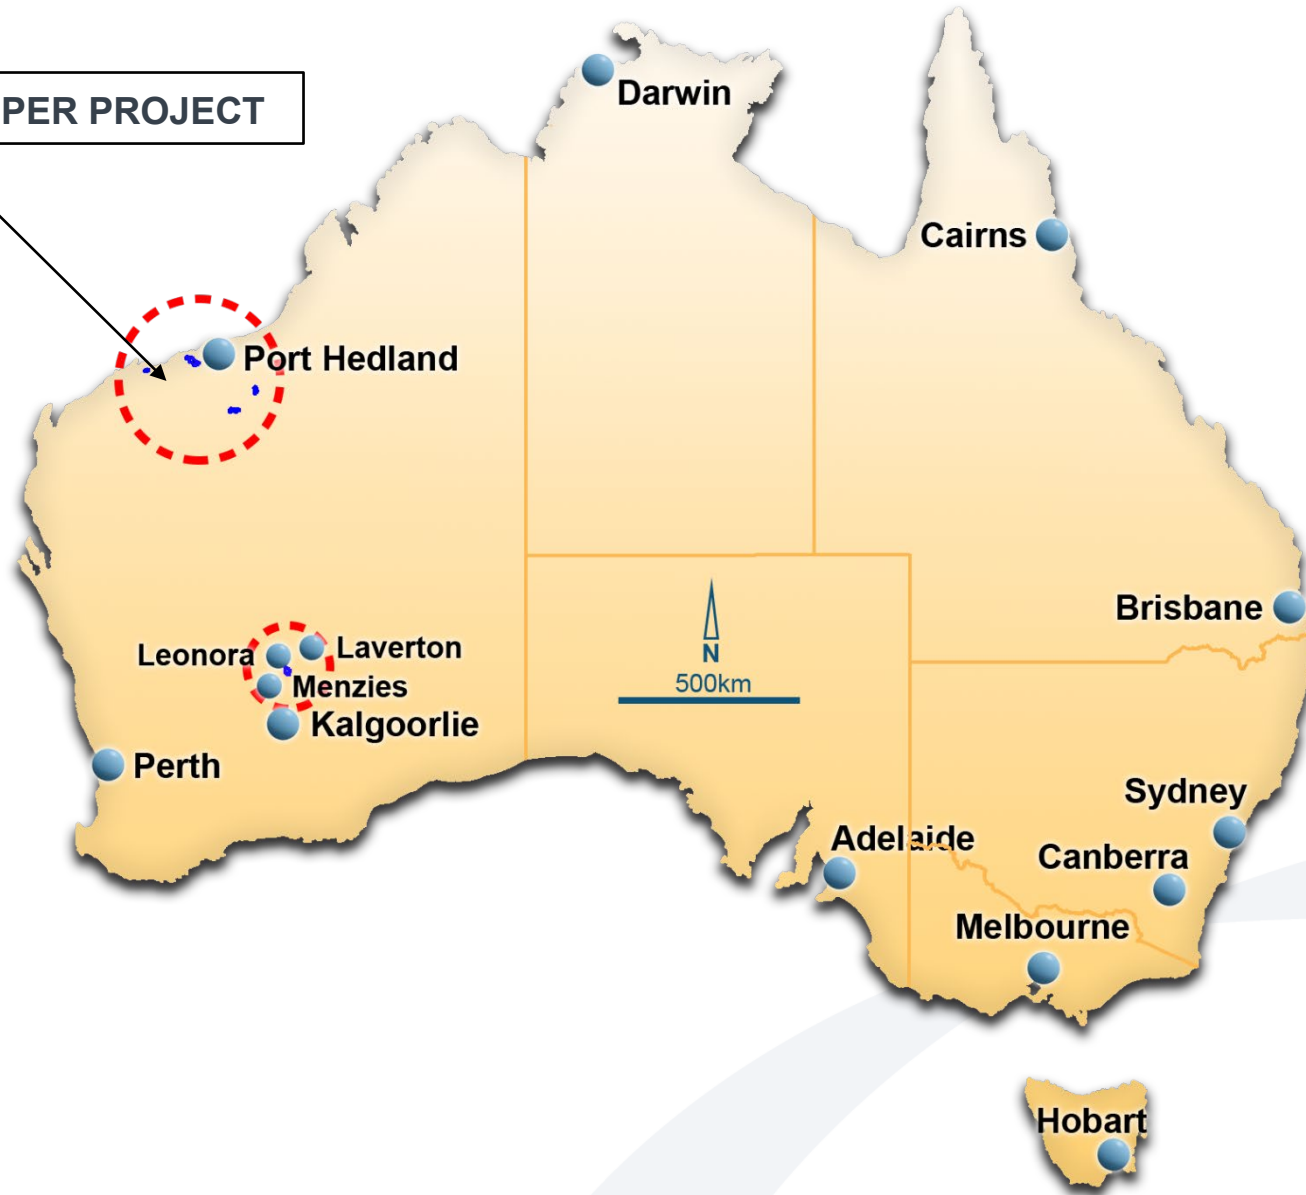 PER PROJECT
Darwin
Cairns
Port Hedland
Brisbane
N
500km
Leonora
Laverton
Menzies
Kalgoorlie
Perth
Sydney
Adelaide
Canberra
Melbourne
Hobart